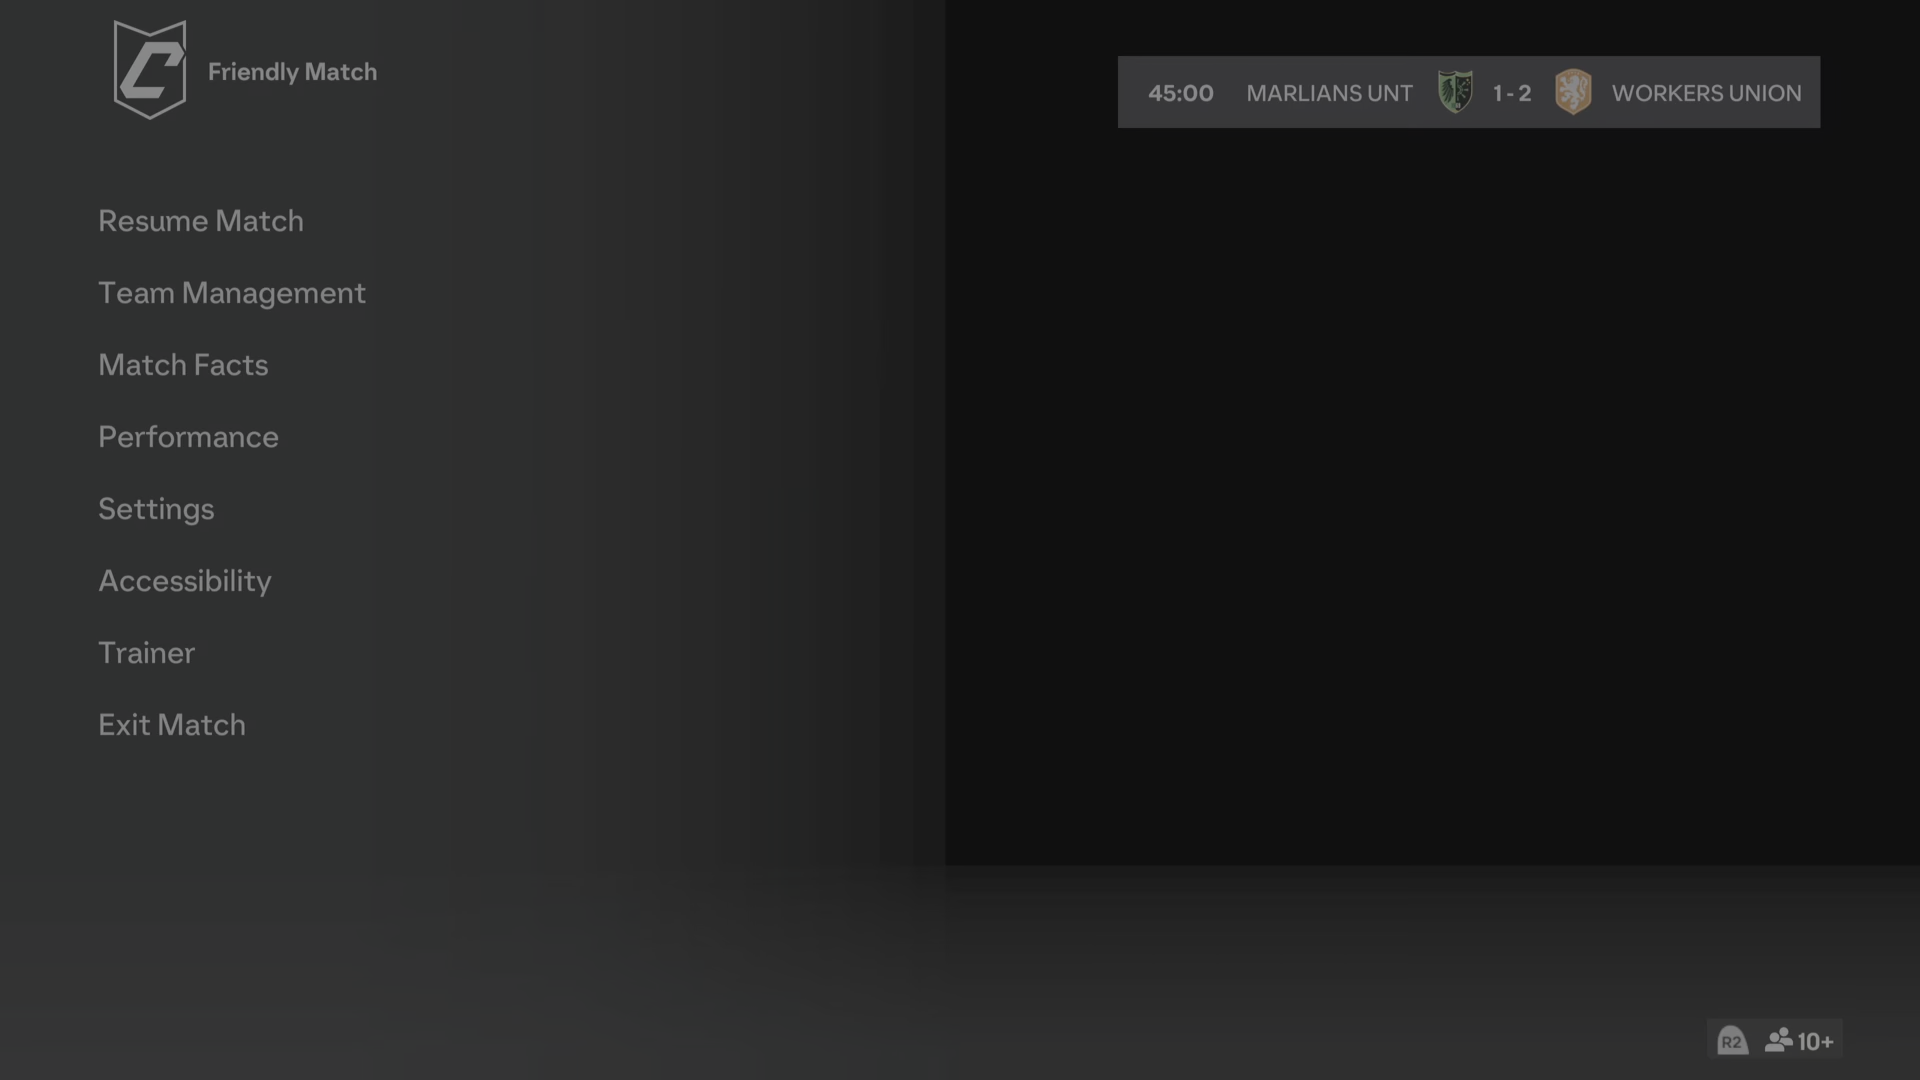 Friendly Match
45:00 MARLIANS UNT 1 - 2 WORKERS UNION
Resume Match
Team Management
Match Facts
Performance
Settings
Accessibility
Trainer
Exit Match
R2 10+